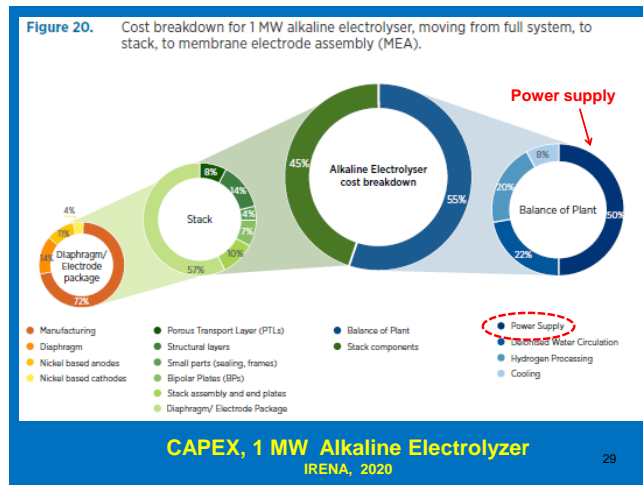 Figure 20. Cost breakdown for 1 MW alkaline electrolyser, moving from full system, to
stack, to membrane electrode assembly (MEA).
Power supply
4%
11%
14%
72%
Diaphragm/
Electrode
package
8%
14%
4%
7%
10%
57%
Stack
45%
55%
Alkaline Electrolyser
cost breakdown
8%
20%
22%
50%
Balance of Plant
Manufacturing
Diaphragm
Nickel based anodes
Nickel based cathodes
Porous Transport Layer (PTLs)
Structural layers
Small parts (sealing, frames)
Bipolar Plates (BPs)
Stack assembly and end plates
Diaphragm/ Electrode Package
Balance of Plant
Stack components
Power Supply
Deionised Water Circulation
Hydrogen Processing
Cooling
CAPEX, 1 MW Alkaline Electrolyzer
IRENA, 2020
29